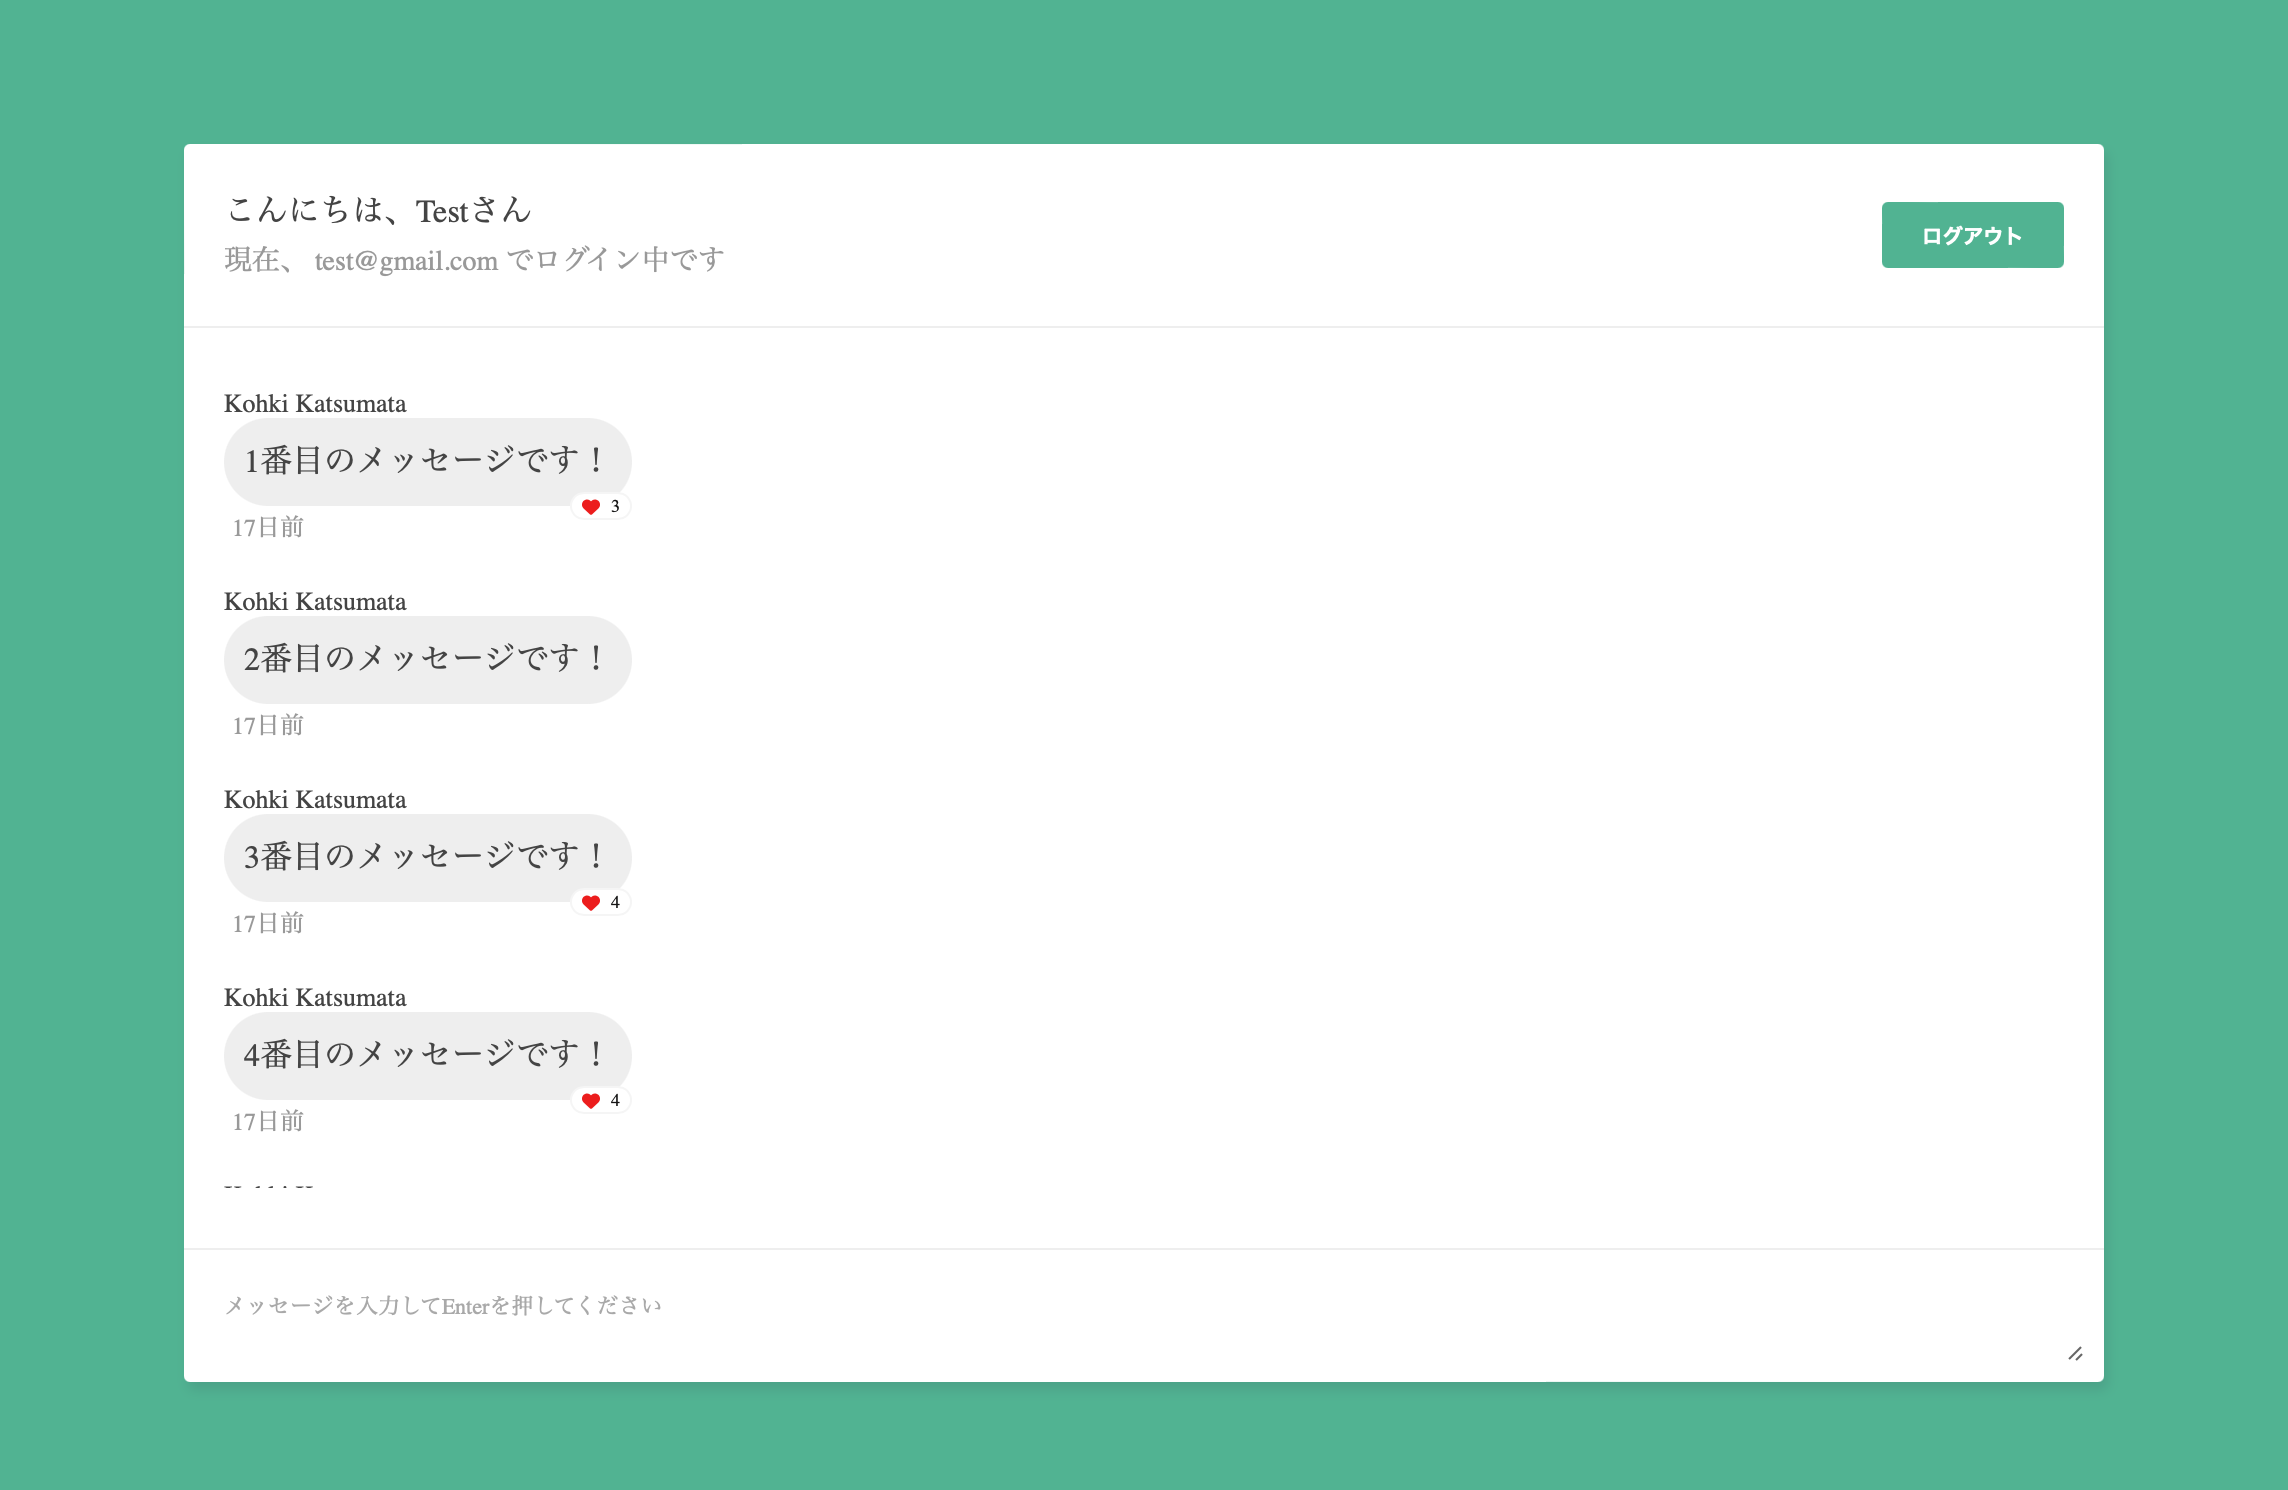 こんにちは、Testさん
現在、 test@gmail.com でログイン中です
ログアウト
Kohki Katsumata
1番目のメッセージです！
3
17日前
Kohki Katsumata
2番目のメッセージです！
17日前
Kohki Katsumata
3番目のメッセージです！
4
17日前
Kohki Katsumata
4番目のメッセージです！
4
17日前
メッセージを入力してEnterを押してください